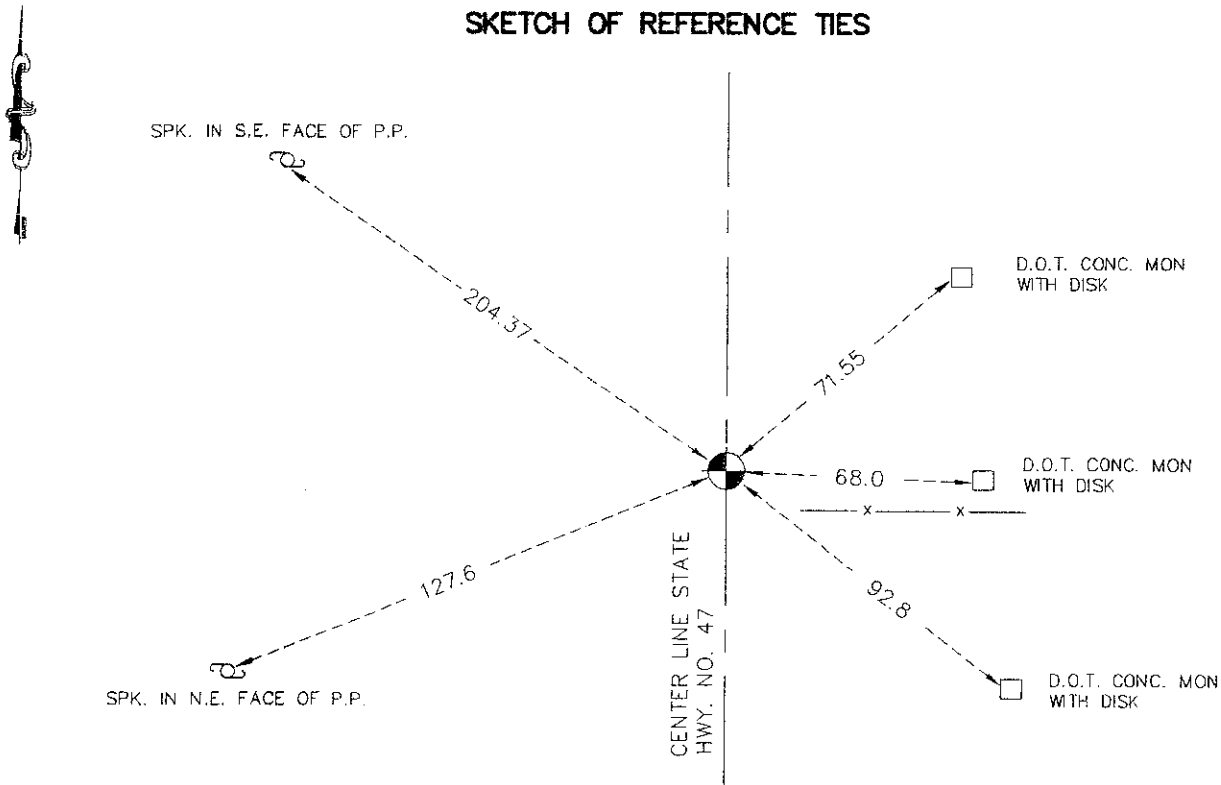 SKETCH OF REFERENCE TIES
SPK. IN S.E. FACE OF P.P.
D.O.T. CONC. MON
WITH DISK
204.37
71.55
D.O.T. CONC. MON
WITH DISK
68.0
x x
127.6
92.8
CENTER LINE STATE
HWY. NO. 47
SPK. IN N.E. FACE OF P.P.
D.O.T. CONC. MON
WITH DISK